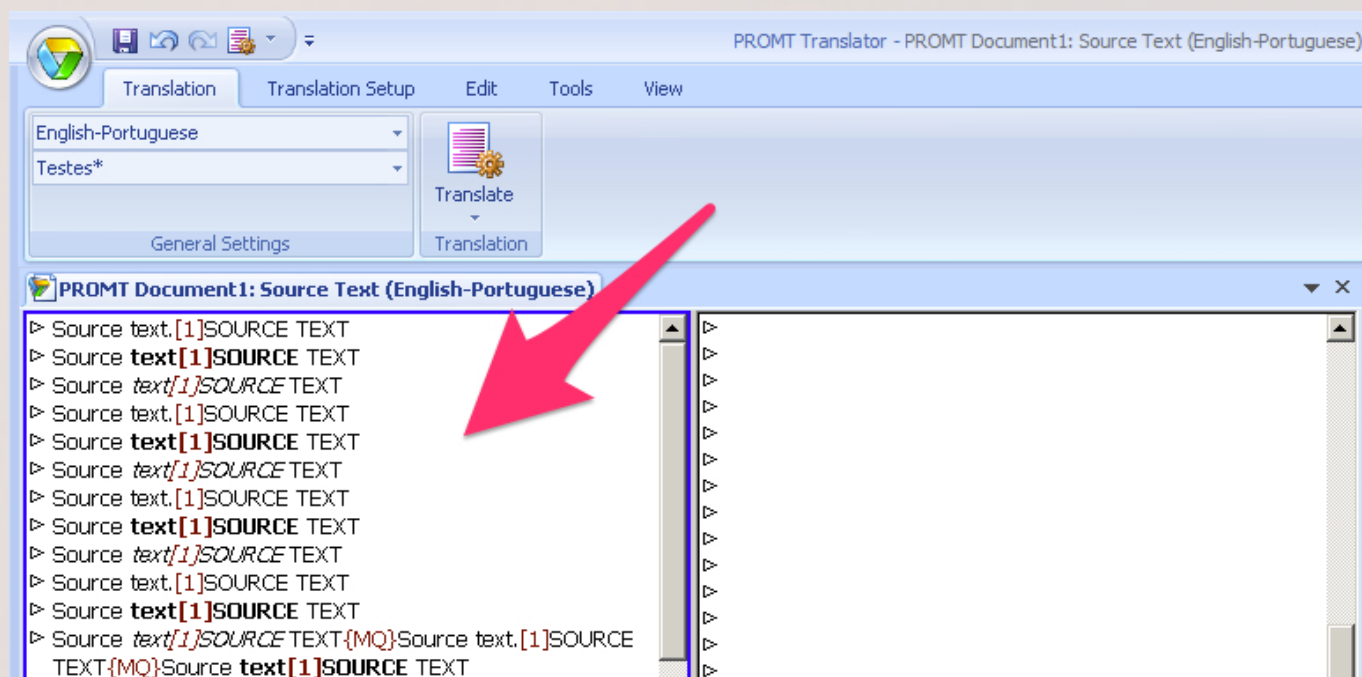 PROMT Translator - PROMT Document1: Source Text (English-Portuguese)
Translation Translation Setup Edit Tools View
English-Portuguese
Testes*
Translate
General Settings Translation
PROMT Document1: Source Text (English-Portuguese)
Source text.[1]SOURCE TEXT
Source text[1]SOURCE TEXT
Source text[1]SOURCE TEXT
Source text.[1]SOURCE TEXT
Source text[1]SOURCE TEXT
Source text[1]SOURCE TEXT
Source text.[1]SOURCE TEXT
Source text[1]SOURCE TEXT
Source text[1]SOURCE TEXT
Source text.[1]SOURCE TEXT
Source text[1]SOURCE TEXT
Source text[1]SOURCE TEXT{MQ}Source text.[1]SOURCE
TEXT{MQ}Source text[1]SOURCE TEXT